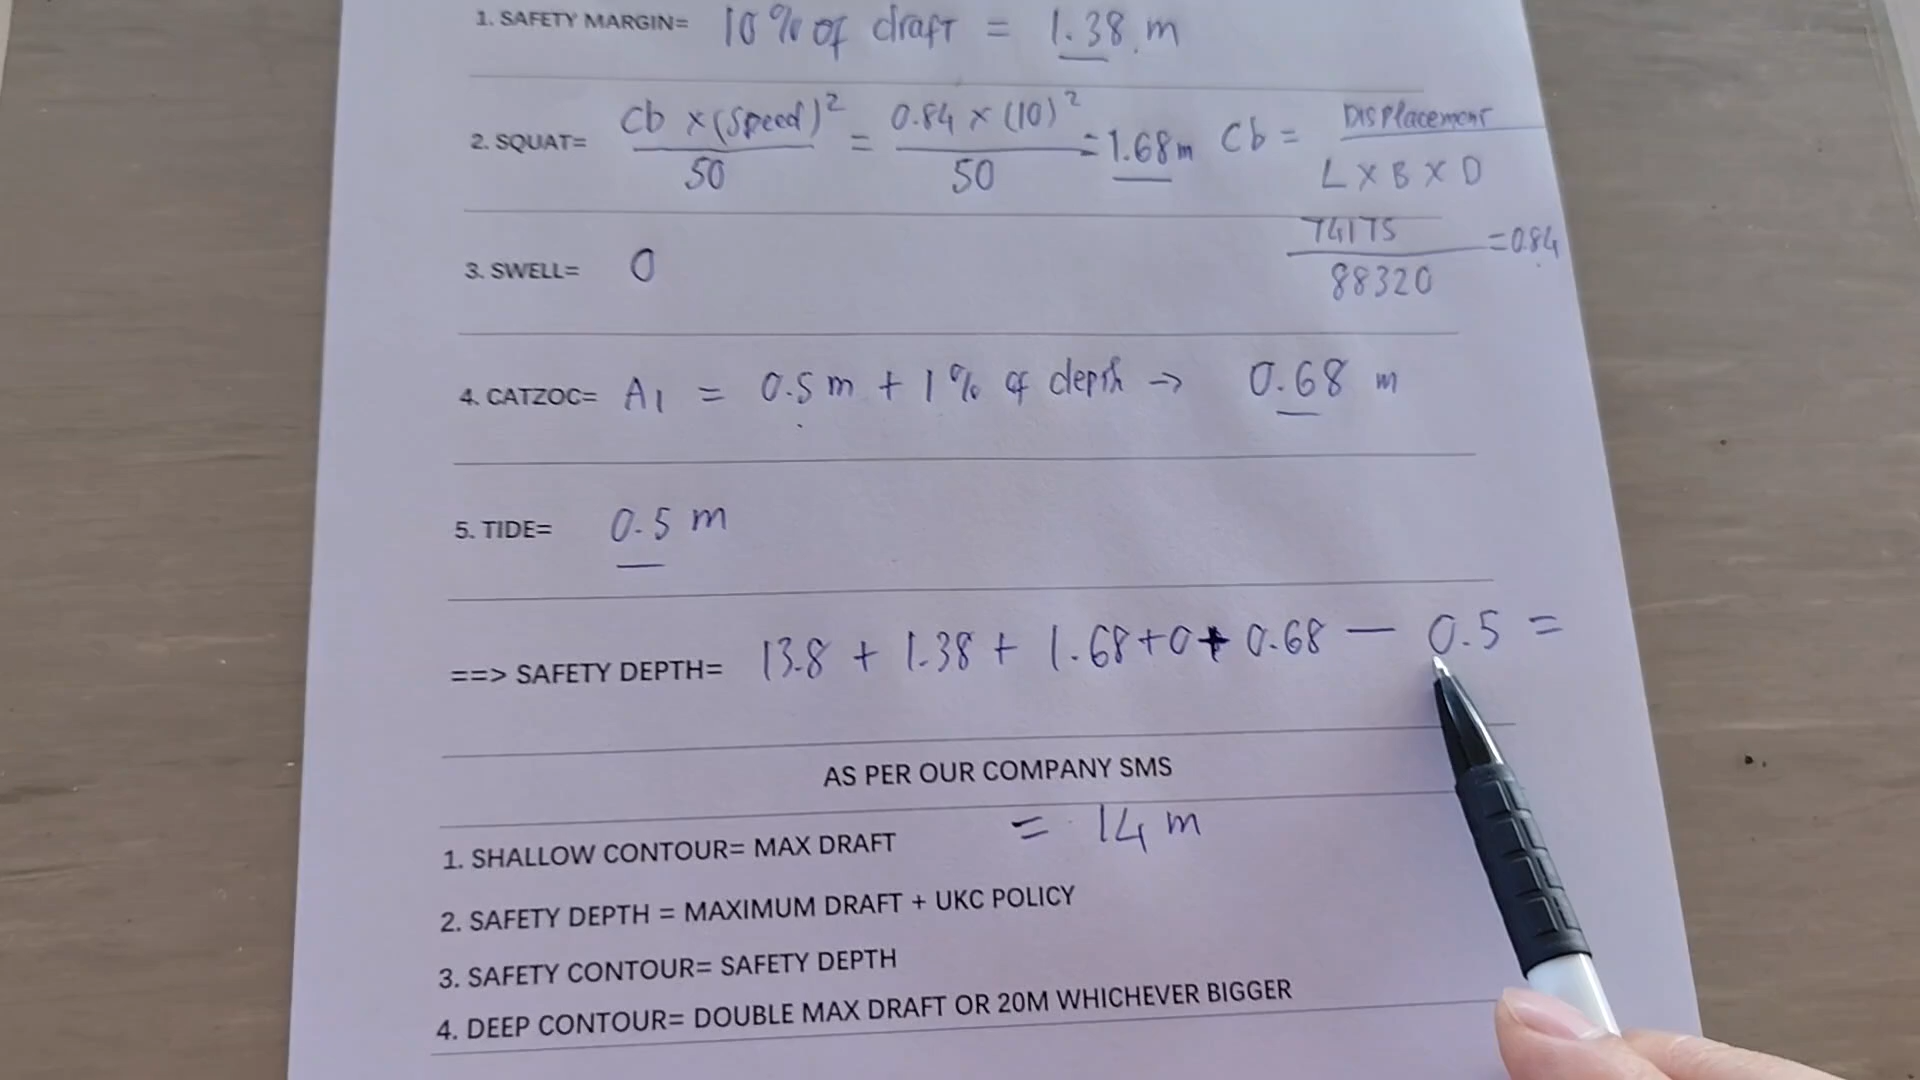 1. SAFETY MARGIN= 10% of draft = 1.38 m
2. SQUAT= Cb x (Speed)² / 50 = 0.84 x (10)² / 50 = 1.68m Cb = Displacement / L x B x D
74175 / 88320 = 0.84
3. SWELL= 0
4. CATZOC= A1 = 0.5m + 1% of depth → 0.68 m
5. TIDE= 0.5 m
==> SAFETY DEPTH= 13.8 + 1.38 + 1.68+0+ 0.68 — 0.5 =
AS PER OUR COMPANY SMS
1. SHALLOW CONTOUR= MAX DRAFT = 14 m
2. SAFETY DEPTH = MAXIMUM DRAFT + UKC POLICY
3. SAFETY CONTOUR= SAFETY DEPTH
4. DEEP CONTOUR= DOUBLE MAX DRAFT OR 20M WHICHEVER BIGGER